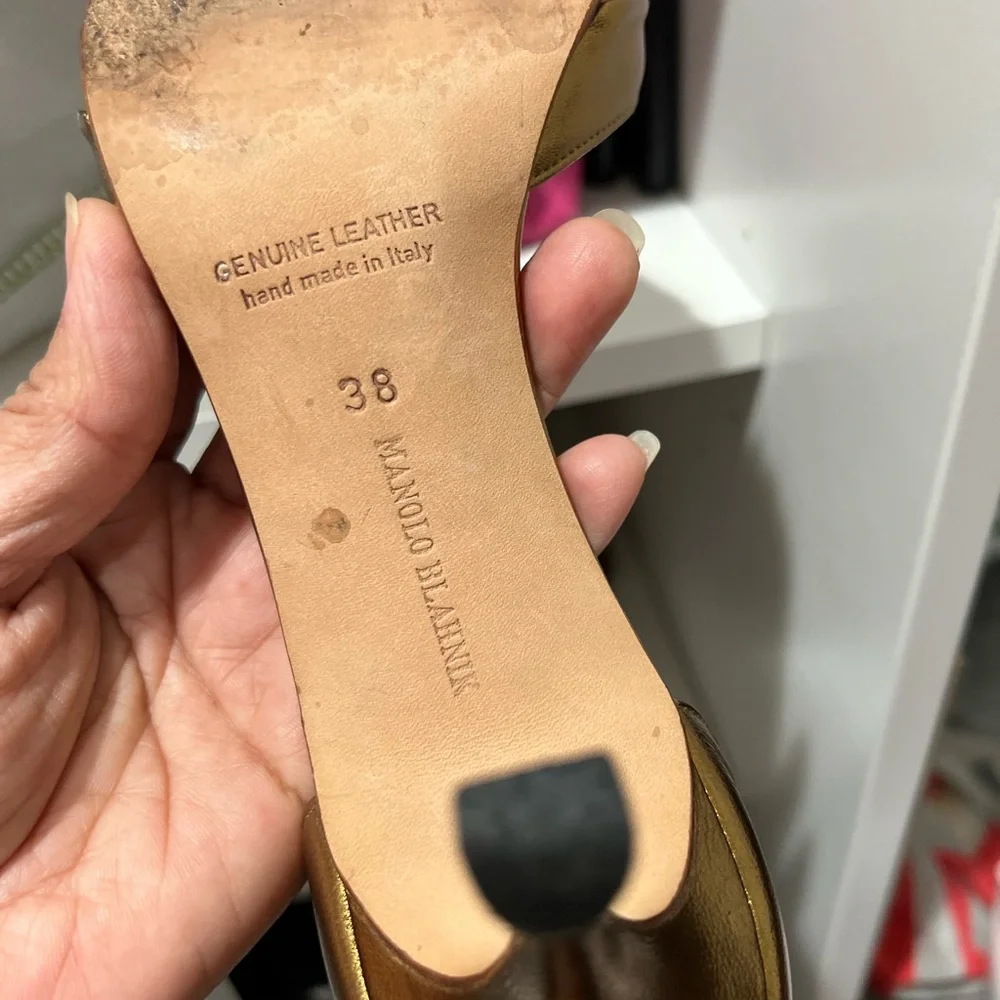 GENUINE LEATHER
hand made in Italy
38
MANOLO BLAHNIK